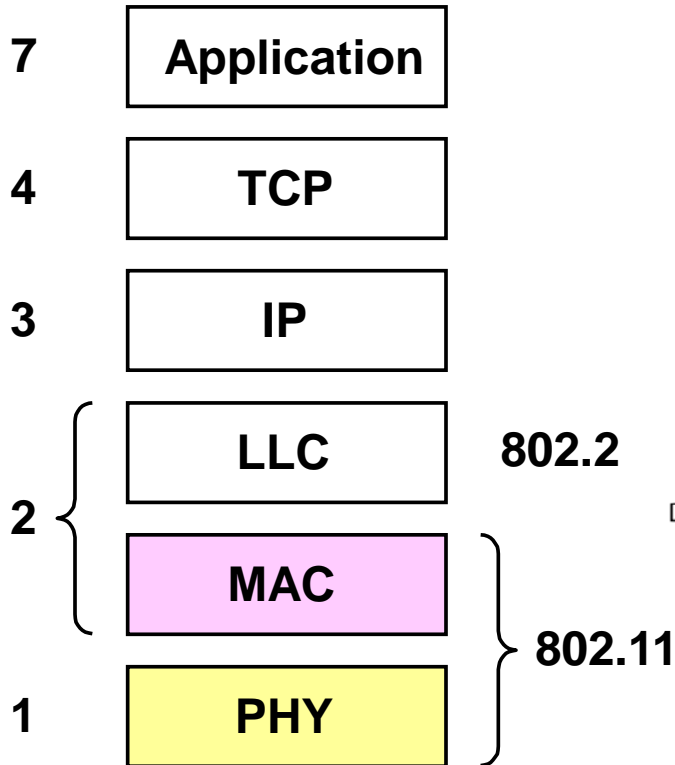 7 Application
4 TCP
3 IP
LLC 802.2
2
MAC
802.11
1 PHY